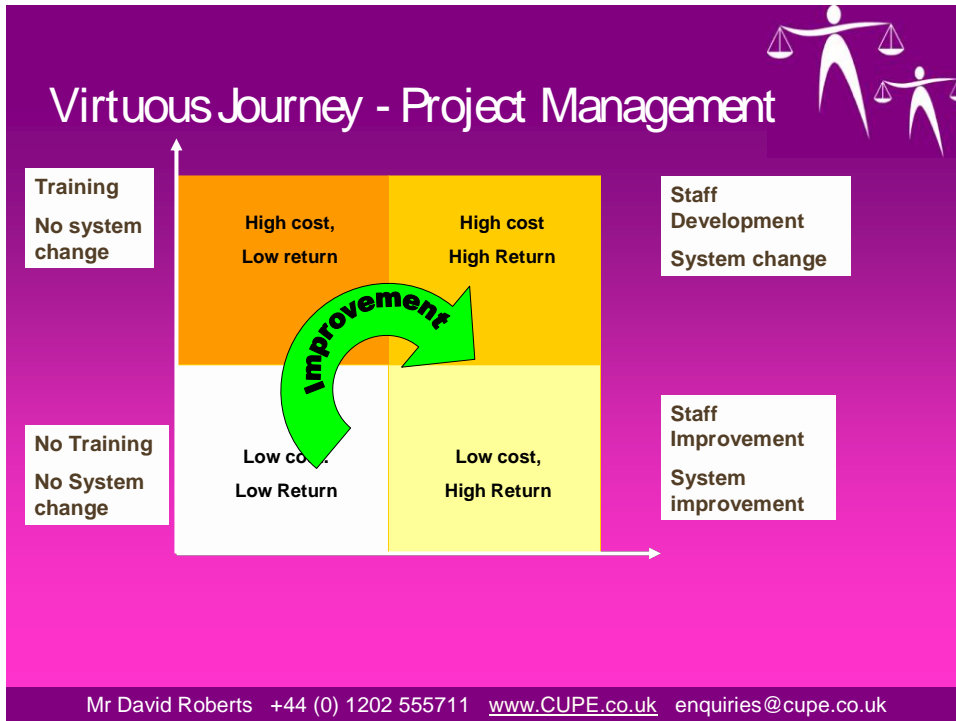 Virtuous Journey - Project Management
Training
No system
change
High cost,
Low return
High cost
High Return
Staff
Development
System change
Improvement
No Training
No System
change
Low
Low Return
Low cost,
High Return
Staff
Improvement
System
improvement
Mr David Roberts +44 (0) 1202 555711 www.CUPE.co.uk enquiries@cupe.co.uk